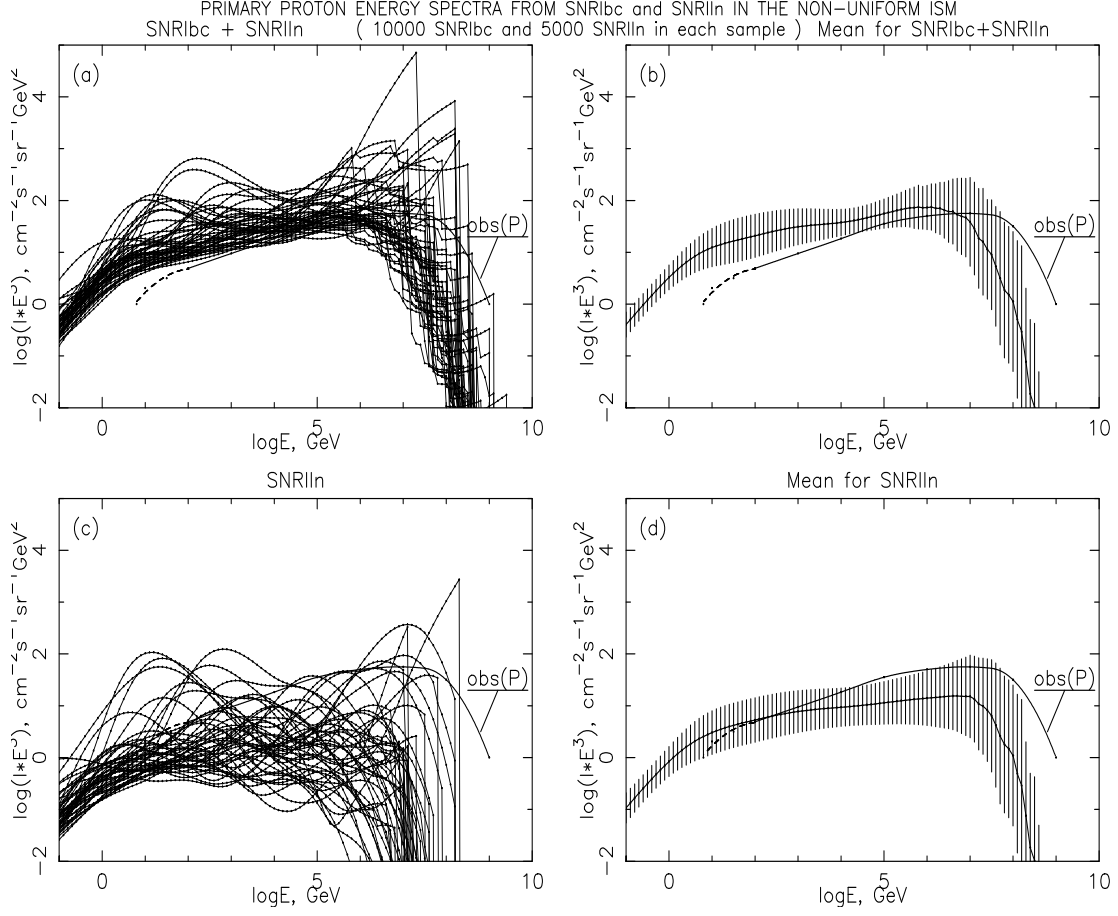 PRIMARY PROTON ENERGY SPECTRA FROM SNRIbc and SNRIIn IN THE NON-UNIFORM ISM
SNRIbc + SNRIIn ( 10000 SNRIbc and 5000 SNRIIn in each sample ) Mean for SNRIbc+SNRIIn
(a)
log(I*E³), cm⁻²s⁻¹sr⁻¹GeV²
4
2
0
−2
obs(P)
0 5 10
logE, GeV
(b)
log(I*E³), cm⁻²s⁻¹sr⁻¹GeV²
4
2
0
−2
obs(P)
0 5 10
logE, GeV
SNRIIn
(c)
log(I*E³), cm⁻²s⁻¹sr⁻¹GeV²
4
2
0
−2
obs(P)
0 5 10
logE, GeV
Mean for SNRIIn
(d)
log(I*E³), cm⁻²s⁻¹sr⁻¹GeV²
4
2
0
−2
obs(P)
0 5 10
logE, GeV